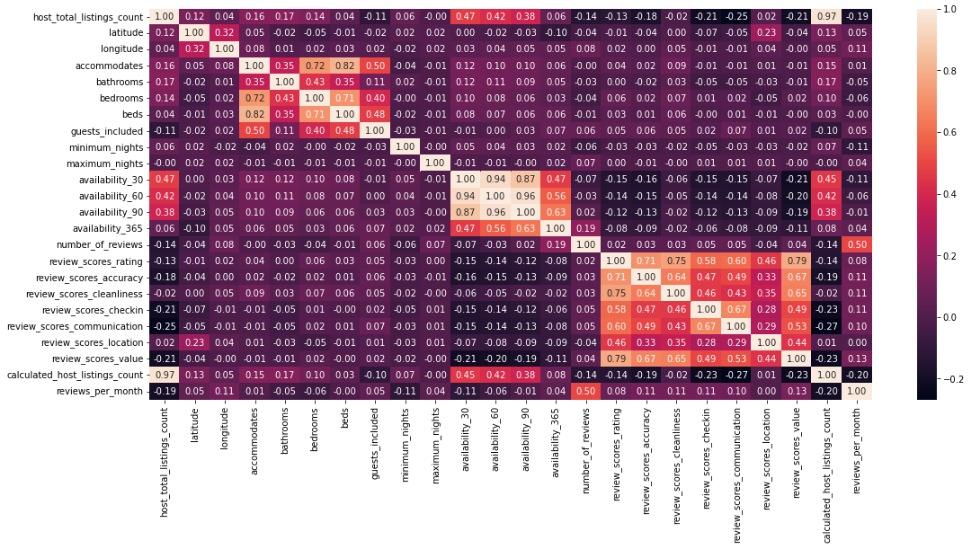 host_total_listings_count 1.00 0.12 0.04 0.16 0.17 0.14 0.04 -0.11 0.06 -0.00 0.47 0.42 0.38 0.06 -0.14 -0.13 -0.18 -0.02 -0.21 -0.25 0.02 -0.21 0.97 -0.19
latitude 0.12 1.00 0.32 0.05 -0.02 -0.05 -0.01 -0.02 0.02 0.02 0.00 -0.02 -0.03 -0.10 -0.04 -0.01 -0.04 0.00 -0.07 -0.05 0.23 -0.04 0.13 0.05
longitude 0.04 0.32 1.00 0.08 0.01 0.02 0.03 0.02 -0.02 0.02 0.03 0.04 0.05 0.05 0.08 0.02 0.00 0.05 -0.01 -0.01 0.04 -0.00 0.05 0.11
accommodates 0.16 0.05 0.08 1.00 0.35 0.72 0.82 0.50 -0.04 -0.01 0.12 0.10 0.10 0.06 -0.00 0.04 0.02 0.09 -0.01 -0.01 0.01 -0.01 0.15 0.01
bathrooms 0.17 -0.02 0.01 0.35 1.00 0.43 0.35 0.11 0.02 -0.01 0.12 0.11 0.09 0.05 -0.03 -0.00 -0.02 0.03 -0.05 -0.05 -0.03 -0.01 0.17 -0.05
bedrooms 0.14 -0.05 0.02 0.72 0.43 1.00 0.71 0.40 -0.00 -0.01 0.10 0.08 0.06 0.03 -0.04 0.06 0.02 0.07 0.01 0.02 -0.05 0.02 0.10 -0.06
beds 0.04 -0.01 0.03 0.82 0.35 0.71 1.00 0.48 -0.02 -0.01 0.08 0.07 0.06 0.06 -0.01 0.03 0.01 0.06 -0.00 0.01 -0.01 -0.00 0.03 -0.00
guests_included -0.11 -0.02 0.02 0.50 0.11 0.40 0.48 1.00 -0.03 -0.01 -0.01 0.00 0.03 0.07 0.06 0.05 0.06 0.05 0.02 0.07 0.01 0.02 -0.10 0.05
minimum_nights 0.06 0.02 -0.02 -0.04 0.02 -0.00 -0.02 -0.03 1.00 -0.00 0.05 0.04 0.03 0.02 -0.06 -0.03 -0.03 -0.02 -0.05 -0.03 -0.02 -0.02 0.07 -0.11
maximum_nights -0.00 0.02 0.02 -0.01 -0.01 -0.01 -0.01 -0.01 -0.00 1.00 -0.01 -0.01 -0.00 -0.02 0.07 0.00 -0.01 -0.00 -0.01 0.01 0.01 -0.00 -0.00 0.04
availability_30 0.47 0.00 0.03 0.12 0.12 0.10 0.08 -0.01 0.05 -0.01 1.00 0.94 0.87 0.47 -0.07 -0.15 -0.16 -0.06 -0.15 -0.15 -0.07 -0.21 0.45 -0.11
availability_60 0.42 -0.02 0.04 0.10 0.11 0.08 0.07 0.00 0.04 -0.01 0.94 1.00 0.96 0.56 -0.03 -0.14 -0.15 -0.05 -0.14 -0.14 -0.08 -0.20 0.42 -0.06
availability_90 0.38 -0.03 0.05 0.10 0.09 0.06 0.06 0.03 0.03 -0.00 0.87 0.96 1.00 0.63 0.02 -0.12 -0.13 -0.02 -0.12 -0.13 -0.09 -0.19 0.38 -0.01
availability_365 0.06 -0.10 0.05 0.06 0.05 0.03 0.06 0.07 0.02 -0.02 0.47 0.56 0.63 1.00 0.19 -0.08 -0.09 -0.02 -0.06 -0.08 -0.09 -0.11 0.08 0.04
number_of_reviews -0.14 -0.04 0.08 -0.00 -0.03 -0.04 -0.01 0.06 -0.06 0.07 -0.07 -0.03 0.02 0.19 1.00 0.02 0.03 0.03 0.05 0.05 -0.04 0.04 -0.14 0.50
review_scores_rating -0.13 -0.01 0.02 0.04 -0.00 0.06 0.03 0.05 -0.03 0.00 -0.15 -0.14 -0.12 -0.08 0.02 1.00 0.71 0.75 0.58 0.60 0.46 0.79 -0.14 0.08
review_scores_accuracy -0.18 -0.04 0.00 0.02 -0.02 0.02 0.01 0.06 -0.03 -0.01 -0.16 -0.15 -0.13 -0.09 0.03 0.71 1.00 0.64 0.47 0.49 0.33 0.67 -0.19 0.11
review_scores_cleanliness -0.02 0.00 0.05 0.09 0.03 0.07 0.06 0.05 -0.02 -0.00 -0.06 -0.05 -0.02 -0.02 0.03 0.75 0.64 1.00 0.46 0.43 0.35 0.65 -0.02 0.11
review_scores_checkin -0.21 -0.07 -0.01 -0.01 -0.05 0.01 -0.00 0.02 -0.05 -0.01 -0.15 -0.14 -0.12 -0.06 0.05 0.58 0.47 0.46 1.00 0.67 0.28 0.49 -0.23 0.11
review_scores_communication -0.25 -0.05 -0.01 -0.01 -0.05 0.02 0.01 0.07 -0.03 0.01 -0.15 -0.14 -0.13 -0.08 0.05 0.60 0.49 0.43 0.67 1.00 0.29 0.53 -0.27 0.10
review_scores_location 0.02 0.23 0.04 0.01 -0.03 -0.05 -0.01 0.01 -0.02 0.01 -0.07 -0.08 -0.09 -0.09 -0.04 0.46 0.33 0.35 0.28 0.29 1.00 0.44 0.01 0.00
review_scores_value -0.21 -0.04 -0.00 -0.01 -0.01 0.02 -0.00 0.02 -0.02 -0.00 -0.21 -0.20 -0.19 -0.11 0.04 0.79 0.67 0.65 0.49 0.53 0.44 1.00 -0.23 0.13
calculated_host_listings_count 0.97 0.13 0.05 0.15 0.17 0.10 0.03 -0.10 0.07 -0.00 0.45 0.42 0.38 0.08 -0.14 -0.14 -0.19 -0.02 -0.23 -0.27 0.01 -0.23 1.00 -0.20
reviews_per_month -0.19 0.05 0.11 0.01 -0.05 -0.06 -0.00 0.05 -0.11 0.04 -0.11 -0.06 -0.01 0.04 0.50 0.08 0.11 0.11 0.11 0.10 0.00 0.13 -0.20 1.00
host_total_listings_count
latitude
longitude
accommodates
bathrooms
bedrooms
beds
guests_included
minimum_nights
maximum_nights
availability_30
availability_60
availability_90
availability_365
number_of_reviews
review_scores_rating
review_scores_accuracy
review_scores_cleanliness
review_scores_checkin
review_scores_communication
review_scores_location
review_scores_value
calculated_host_listings_count
reviews_per_month
1.0
0.8
0.6
0.4
0.2
0.0
−0.2